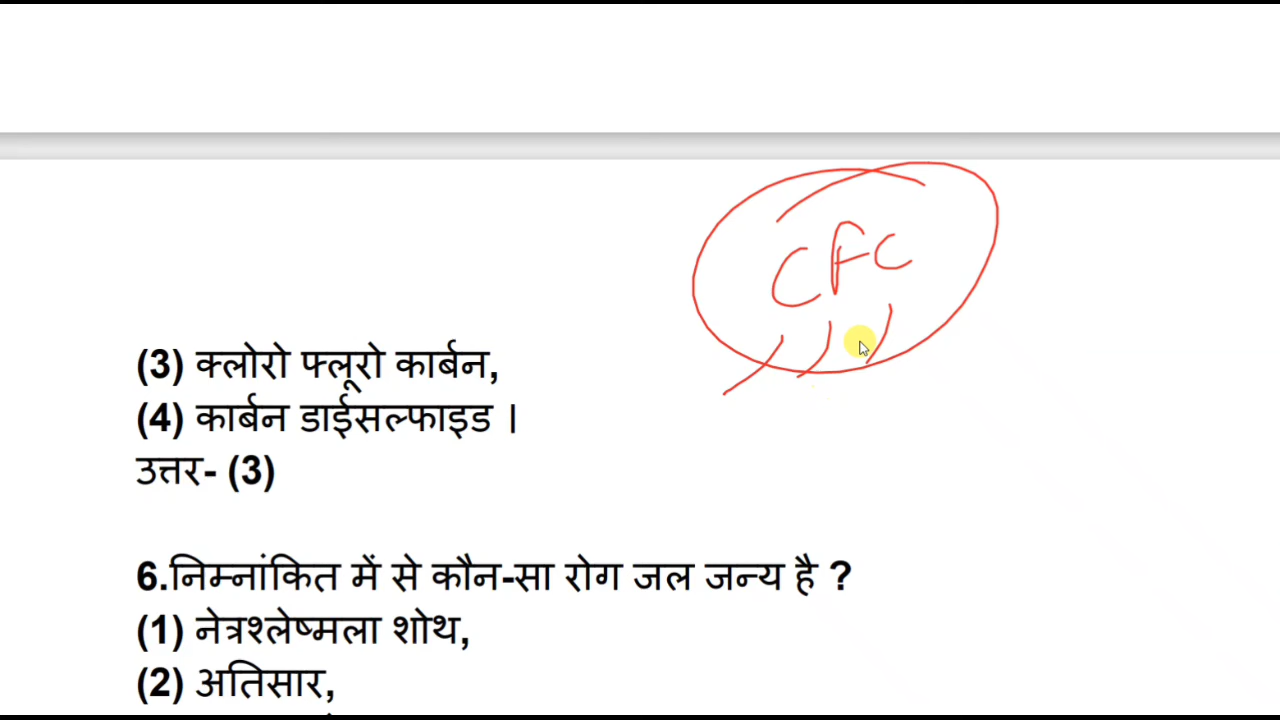 CFC
(3) क्लोरो फ्लूरो कार्बन,
(4) कार्बन डाईसल्फाइड ।
उत्तर- (3)
6.निम्नांकित में से कौन-सा रोग जल जन्य है ?
(1) नेत्रश्लेष्मला शोथ,
(2) अतिसार,